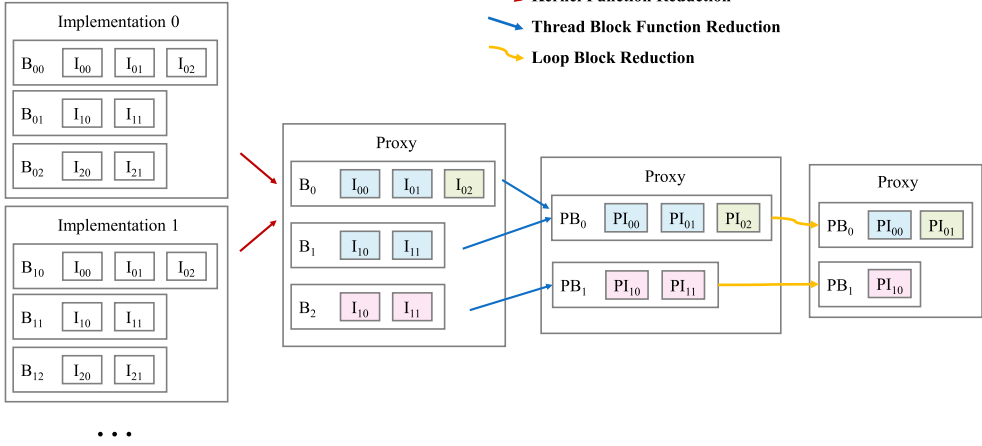 Kernel Function Reduction
Thread Block Function Reduction
Loop Block Reduction
Implementation 0
B00 I00 I01 I02
B01 I10 I11
B02 I20 I21
Implementation 1
B10 I00 I01 I02
B11 I10 I11
B12 I20 I21
...
Proxy
B0 I00 I01 I02
B1 I10 I11
B2 I10 I11
Proxy
PB0 PI00 PI01 PI02
PB1 PI10 PI11
Proxy
PB0 PI00 PI01
PB1 PI10